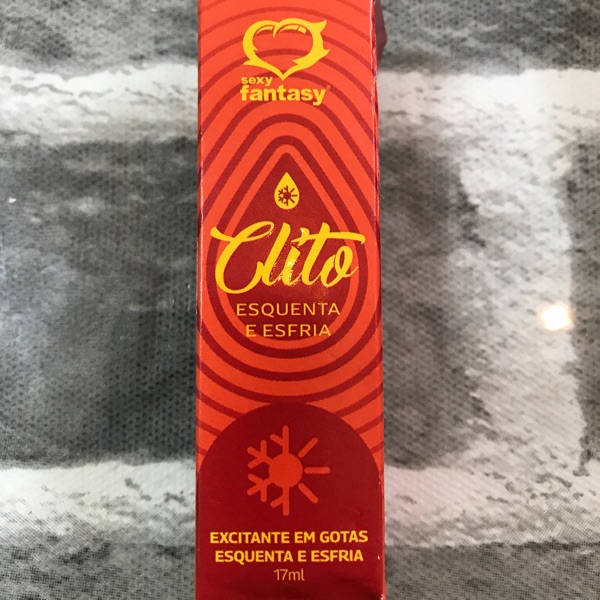 sexy
fantasy®
Clito
ESQUENTA
E ESFRIA
EXCITANTE EM GOTAS
ESQUENTA E ESFRIA
17ml